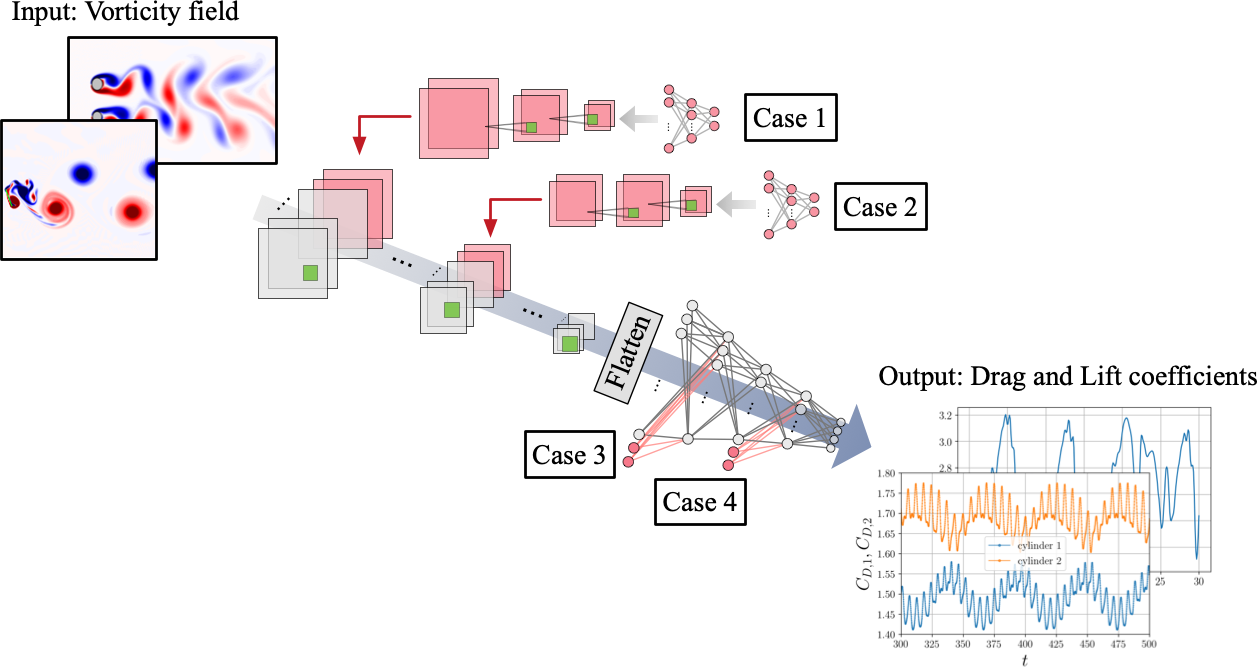 Input: Vorticity field
Case 1
Case 2
Flatten
Case 3
Case 4
Output: Drag and Lift coefficients
3.2
3.0
2.8
25
30
1.80
1.75
1.70
1.65
1.60
1.55
1.50
1.45
1.40
C_{D,1}, C_{D,2}
cylinder 1
cylinder 2
300
325
350
375
400
425
450
475
500
t